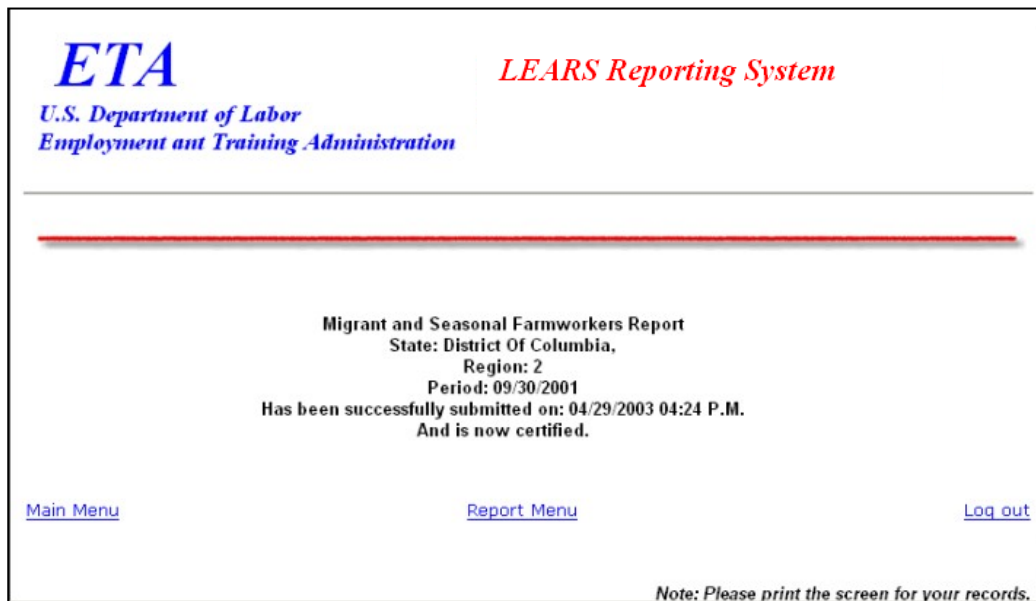 ETA
LEARS Reporting System
U.S. Department of Labor
Employment ant Training Administration
Migrant and Seasonal Farmworkers Report
State: District Of Columbia,
Region: 2
Period: 09/30/2001
Has been successfully submitted on: 04/29/2003 04:24 P.M.
And is now certified.
Main Menu Report Menu Log out
Note: Please print the screen for your records.